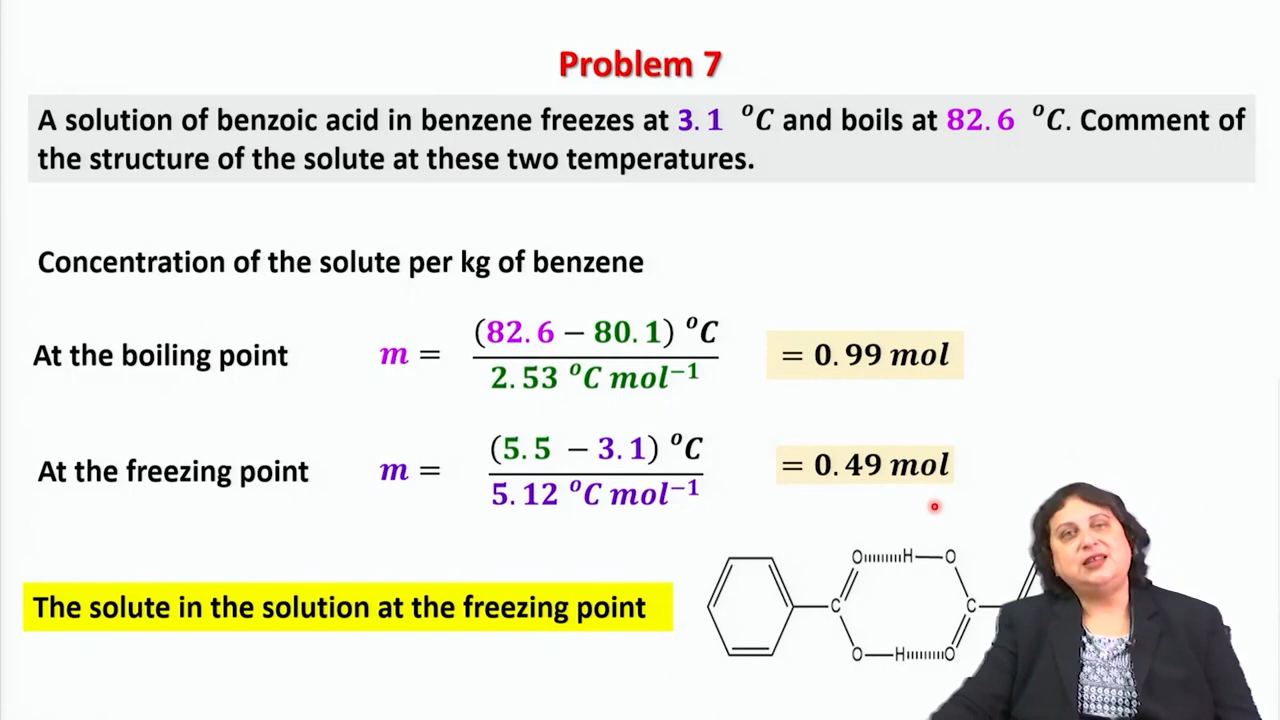 Problem 7
A solution of benzoic acid in benzene freezes at 3.1 °C and boils at 82.6 °C. Comment of
the structure of the solute at these two temperatures.
Concentration of the solute per kg of benzene
At the boiling point m = (82.6 − 80.1) °C / 2.53 °C mol⁻¹ = 0.99 mol
At the freezing point m = (5.5 − 3.1) °C / 5.12 °C mol⁻¹ = 0.49 mol
The solute in the solution at the freezing point
O H O
C C
O H O